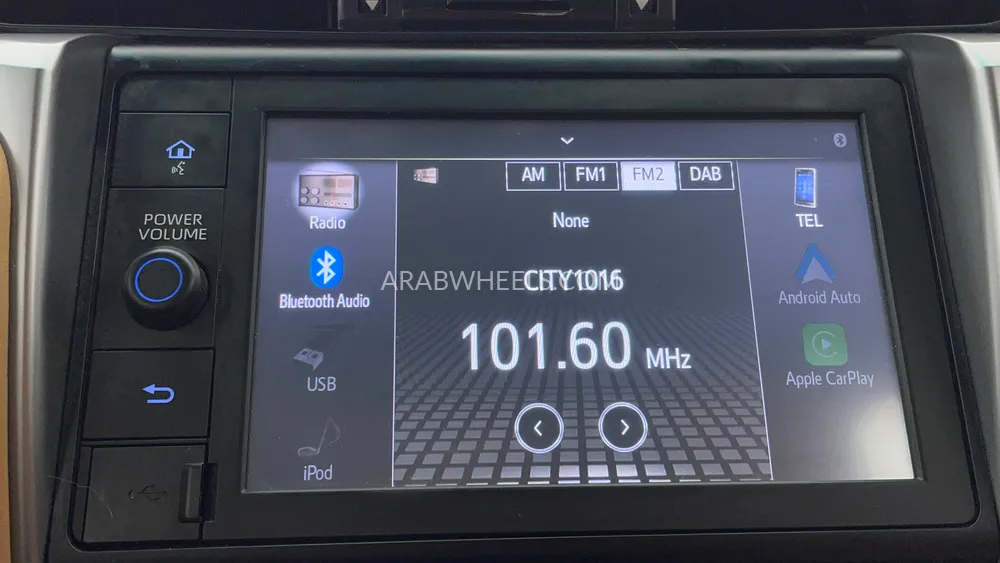 AM FM1 FM2 DAB
Radio
None
TEL
POWER
VOLUME
Bluetooth Audio
ARABWHEELS
CITY1016
Android Auto
101.60 MHz
USB
Apple CarPlay
iPod